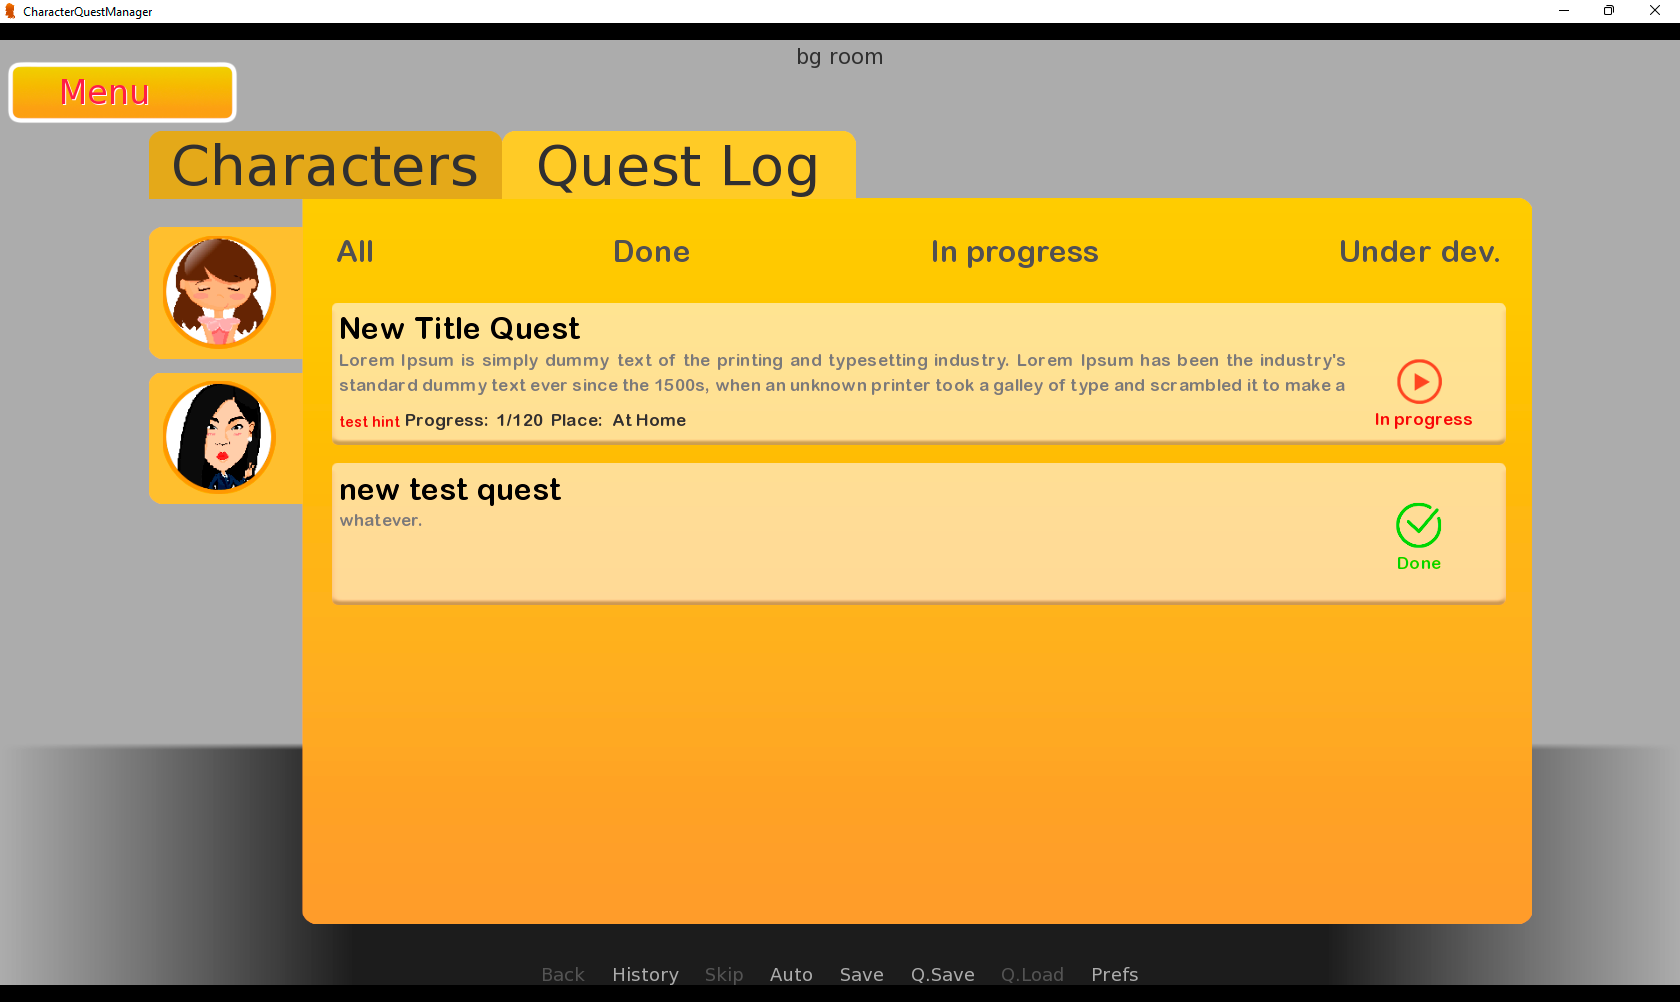 CharacterQuestManager
bg room
Menu
Characters Quest Log
All Done In progress Under dev.
New Title Quest
Lorem Ipsum is simply dummy text of the printing and typesetting industry. Lorem Ipsum has been the industry's
standard dummy text ever since the 1500s, when an unknown printer took a galley of type and scrambled it to make a
test hint Progress: 1/120 Place: At Home
In progress
new test quest
whatever.
Done
Back History Skip Auto Save Q.Save Q.Load Prefs